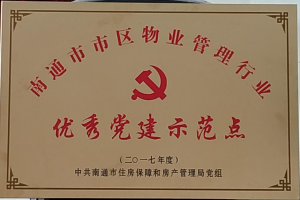 南通市市区物业管理行业
优秀党建示范点
(二〇一七年度)
中共南通市住房保障和房产管理局党组